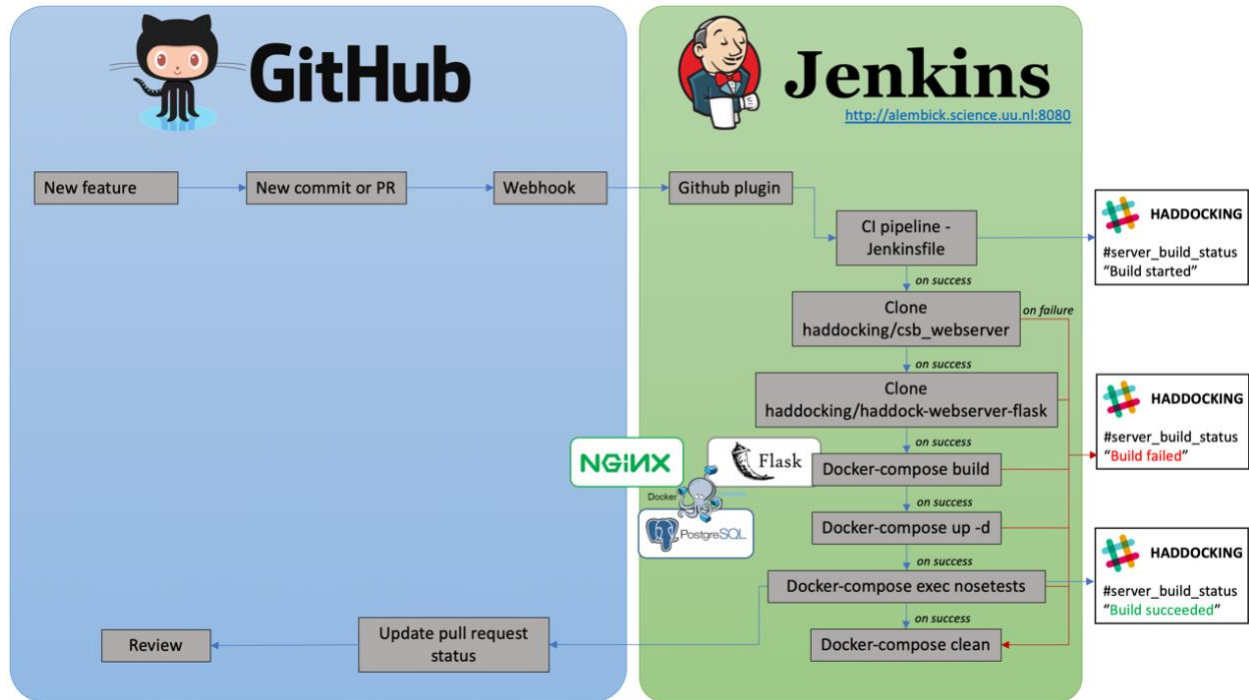 GitHub
Jenkins
http://alembick.science.uu.nl:8080
New feature
New commit or PR
Webhook
Github plugin
CI pipeline -
Jenkinsfile
HADDOCKING
#server_build_status
“Build started”
on success
Clone
haddocking/csb_webserver
on failure
on success
Clone
haddocking/haddock-webserver-flask
HADDOCKING
#server_build_status
“Build failed”
on success
NGiNX
Flask
Docker
PostgreSQL
Docker-compose build
on success
Docker-compose up -d
on success
Docker-compose exec nosetests
HADDOCKING
#server_build_status
“Build succeeded”
on success
Docker-compose clean
Update pull request
status
Review